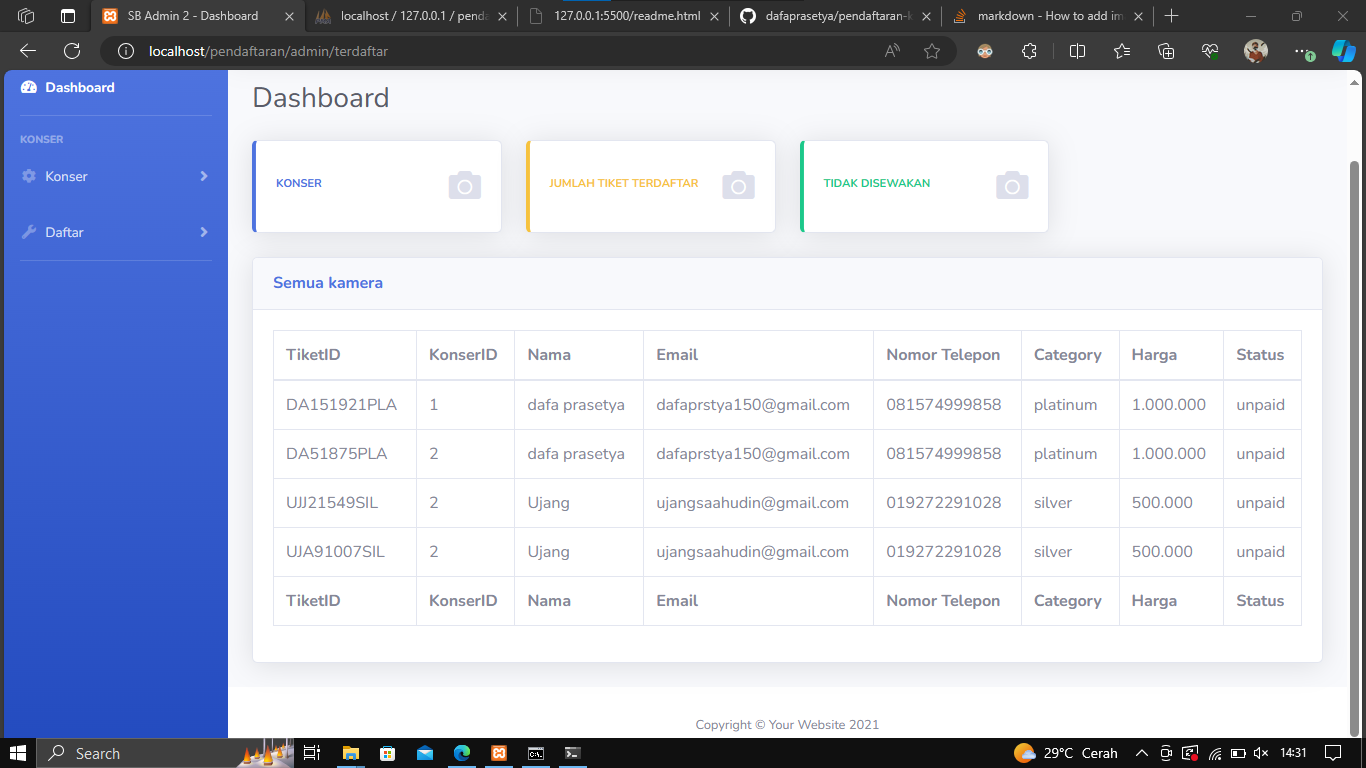 SB Admin 2 - Dashboard
localhost / 127.0.0.1 / penda
127.0.0.1:5500/readme.html
dafaprasetya/pendaftaran-k
markdown - How to add im
localhost/pendaftaran/admin/terdaftar
Dashboard
KONSER
Konser
Daftar
Dashboard
KONSER
JUMLAH TIKET TERDAFTAR
TIDAK DISEWAKAN
Semua kamera
TiketID KonserID Nama Email Nomor Telepon Category Harga Status
DA151921PLA 1 dafa prasetya dafaprstya150@gmail.com 081574999858 platinum 1.000.000 unpaid
DA51875PLA 2 dafa prasetya dafaprstya150@gmail.com 081574999858 platinum 1.000.000 unpaid
UJJ21549SIL 2 Ujang ujangsaahudin@gmail.com 019272291028 silver 500.000 unpaid
UJA91007SIL 2 Ujang ujangsaahudin@gmail.com 019272291028 silver 500.000 unpaid
TiketID KonserID Nama Email Nomor Telepon Category Harga Status
Copyright © Your Website 2021
Search
29°C Cerah
14:31